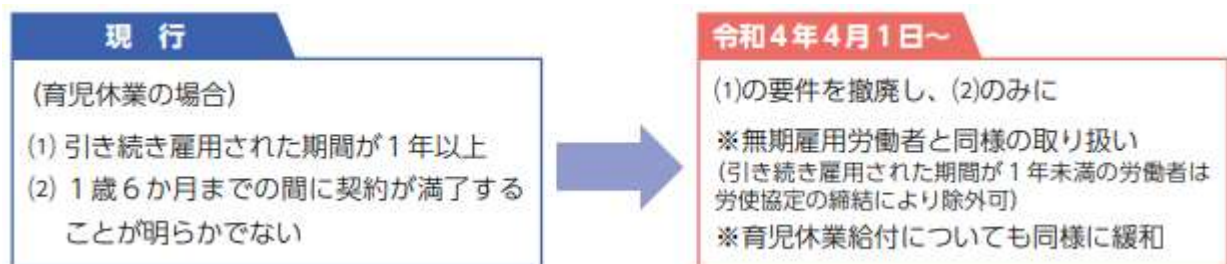 現 行
(育児休業の場合)
(1) 引き続き雇用された期間が1年以上
(2) 1歳6か月までの間に契約が満了する
ことが明らかでない
令和4年4月1日~
(1)の要件を撤廃し、(2)のみに
※無期雇用労働者と同様の取り扱い
(引き続き雇用された期間が1年未満の労働者は
労使協定の締結により除外可)
※育児休業給付についても同様に緩和